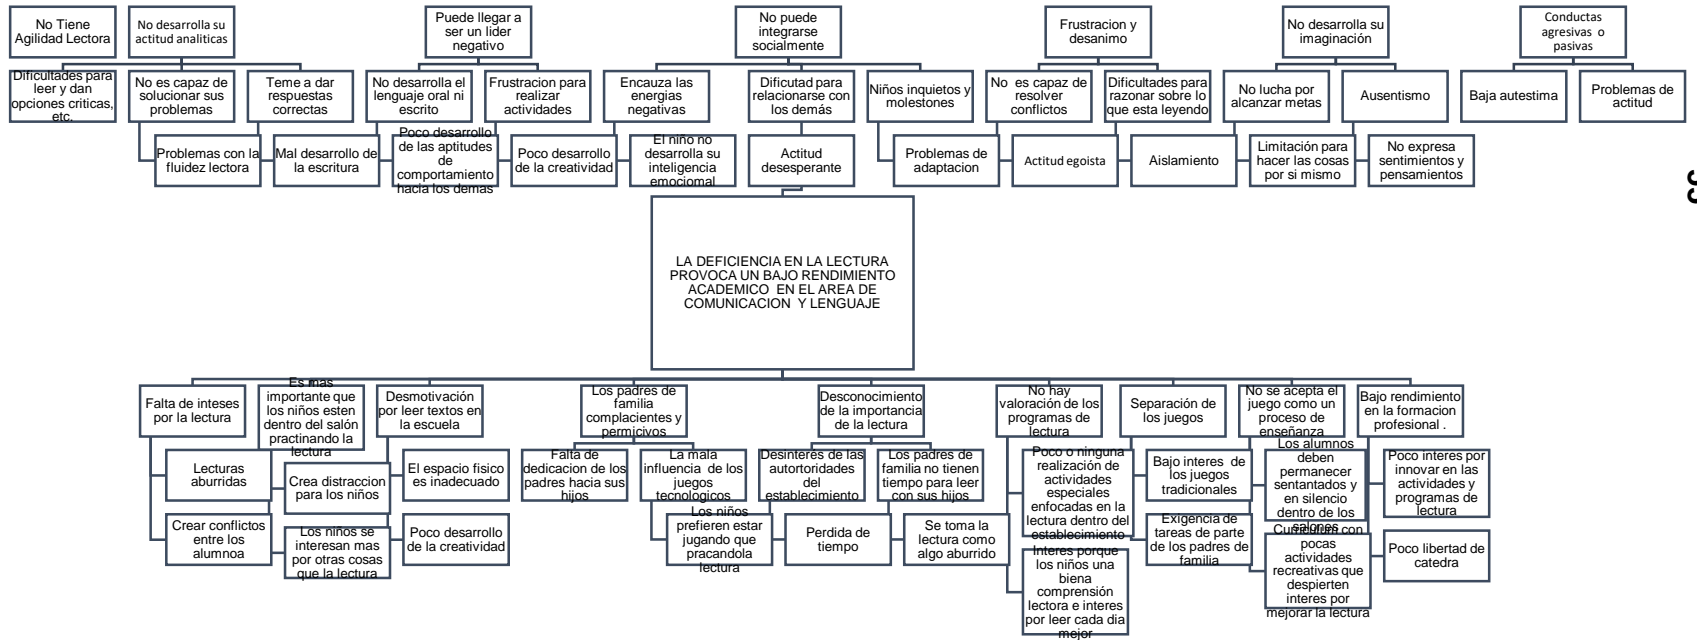 No Tiene
Agilidad Lectora
No desarrolla su
actitud analiticas
Puede llegar a
ser un lider
negativo
No puede
integrarse
socialmente
Frustracion y
desanimo
No desarrolla su
imaginación
Conductas
agresivas o
pasivas
Dificultades para
leer y dan
opciones criticas,
etc.
No es capaz de
solucionar sus
problemas
Teme a dar
respuestas
correctas
No desarrolla el
lenguaje oral ni
escrito
Frustracion para
realizar
actividades
Encauza las
energías
negativas
Dificutad para
relacionarse con
los demás
Niños inquietos y
molestones
No es capaz de
resolver
conflictos
Dificultades para
razonar sobre lo
que esta leyendo
No lucha por
alcanzar metas
Ausentismo
Baja autestima
Problemas de
actitud
Problemas con la
fluidez lectora
Mal desarrollo de
la escritura
Poco desarrollo
de las aptitudes
de
comportamiento
hacia los demas
Poco desarrollo
de la creatividad
El nino no
desarrolla su
inteligencia
emociomal
Actitud
desesperante
Problemas de
adaptacion
Actitud egoista
Aislamiento
Limitación para
hacer las cosas
por si mismo
No expresa
sentimientos y
pensamientos
LA DEFICIENCIA EN LA LECTURA
PROVOCA UN BAJO RENDIMIENTO
ACADEMICO EN EL AREA DE
COMUNICACION Y LENGUAJE
Falta de inteses
por la lectura
Es mas
importante que
los niños esten
dentro del salón
practinando la
lectura
Desmotivación
por leer textos en
la escuela
Los padres de
familia
complacientes y
permicivos
Desconocimiento
de la importancia
de la lectura
No hay
valoración de los
programas de
lectura
Separación de
los juegos
No se acepta el
juego como un
proceso de
enseñanza
Bajo rendimiento
en la formacion
profesional .
Lecturas
aburridas
Crea distraccion
para los niños
El espacio fisico
es inadecuado
Falta de
dedicacion de los
padres hacia sus
hijos
La mala
influencia de los
juegos
tecnologicos
Desinteres de las
autortoridades
del
establecimiento
Los padres de
familia no tienen
tiempo para leer
con sus hijos
Poco o ninguna
realización de
actividades
especiales
enfocadas en la
lectura dentro del
establecimiento
Bajo interes de
los juegos
tradicionales
Los alumnos
deben
permanecer
sentantados y
en silencio
dentro de los
salones
Poco interes por
innovar en las
actividades y
programas de
lectura
Crear conflictos
entre los
alumnoa
Los niños se
interesan mas
por otras cosas
que la lectura
Poco desarrollo
de la creatividad
Los niños
prefieren estar
jugando que
pracandola
lectura
Perdida de
tiempo
Se toma la
lectura como
algo aburrido
Interes porque
los niños una
biena
comprensión
lectora e interes
por leer cada dia
mejor
Exigencia de
tareas de parte
de los padres de
familia
Curriculum con
pocas
actividades
recreativas que
despierten
interes por
mejorar la lectura
Poco libertad de
catedra